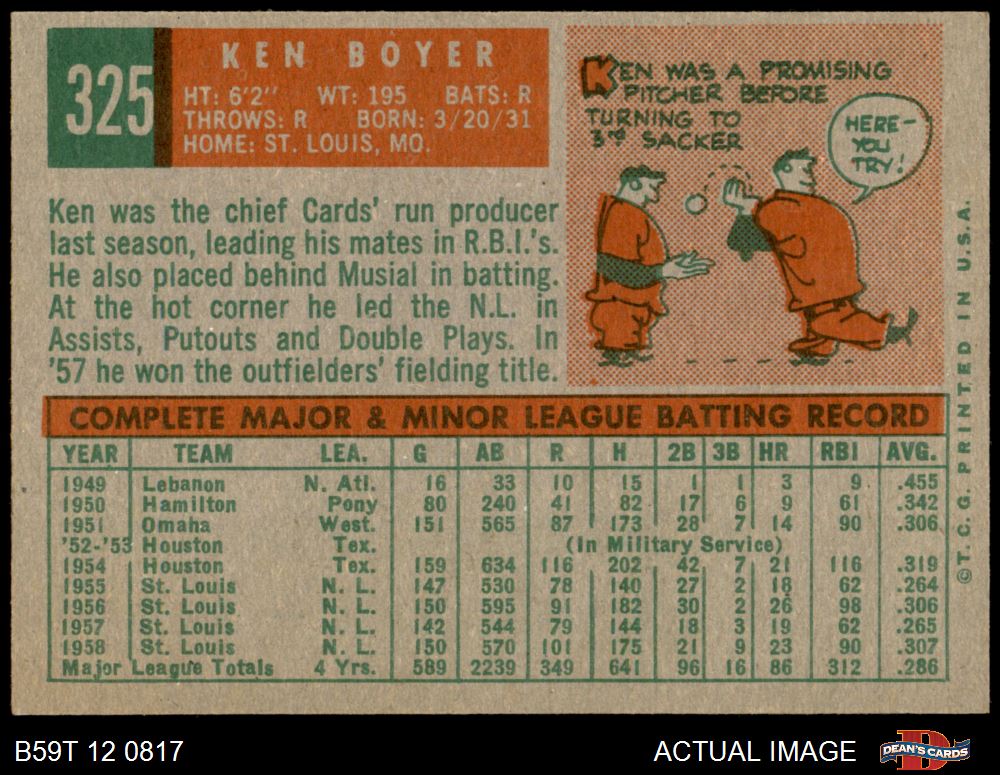 325
KEN BOYER
HT: 6'2" WT: 195 BATS: R
THROWS: R BORN: 3/20/31
HOME: ST. LOUIS, MO.
KEN WAS A PROMISING
PITCHER BEFORE
TURNING TO
3rd SACKER
HERE-
YOU
TRY!
Ken was the chief Cards' run producer
last season, leading his mates in R.B.I.'s.
He also placed behind Musial in batting.
At the hot corner he led the N.L. in
Assists, Putouts and Double Plays. In
'57 he won the outfielders' fielding title.
COMPLETE MAJOR & MINOR LEAGUE BATTING RECORD
YEAR TEAM LEA. G AB R H 2B 3B HR RBI AVG.
1949 Lebanon N. Atl. 16 33 10 15 1 1 3 9 .455
1950 Hamilton Pony 80 240 41 82 17 6 9 61 .342
1951 Omaha West. 151 565 87 173 28 7 14 90 .306
'52-'53 Houston Tex. (In Military Service)
1954 Houston Tex. 159 634 116 202 42 7 21 116 .319
1955 St. Louis N. L. 147 530 78 140 27 2 18 62 .264
1956 St. Louis N. L. 150 595 91 182 30 2 26 98 .306
1957 St. Louis N. L. 142 544 79 144 18 3 19 62 .265
1958 St. Louis N. L. 150 570 101 175 21 9 23 90 .307
Major League Totals 4 Yrs. 589 2239 349 641 96 16 86 312 .286
©T.C.G. PRINTED IN U.S.A.
B59T 12 0817
ACTUAL IMAGE
D
DEAN'S CARDS